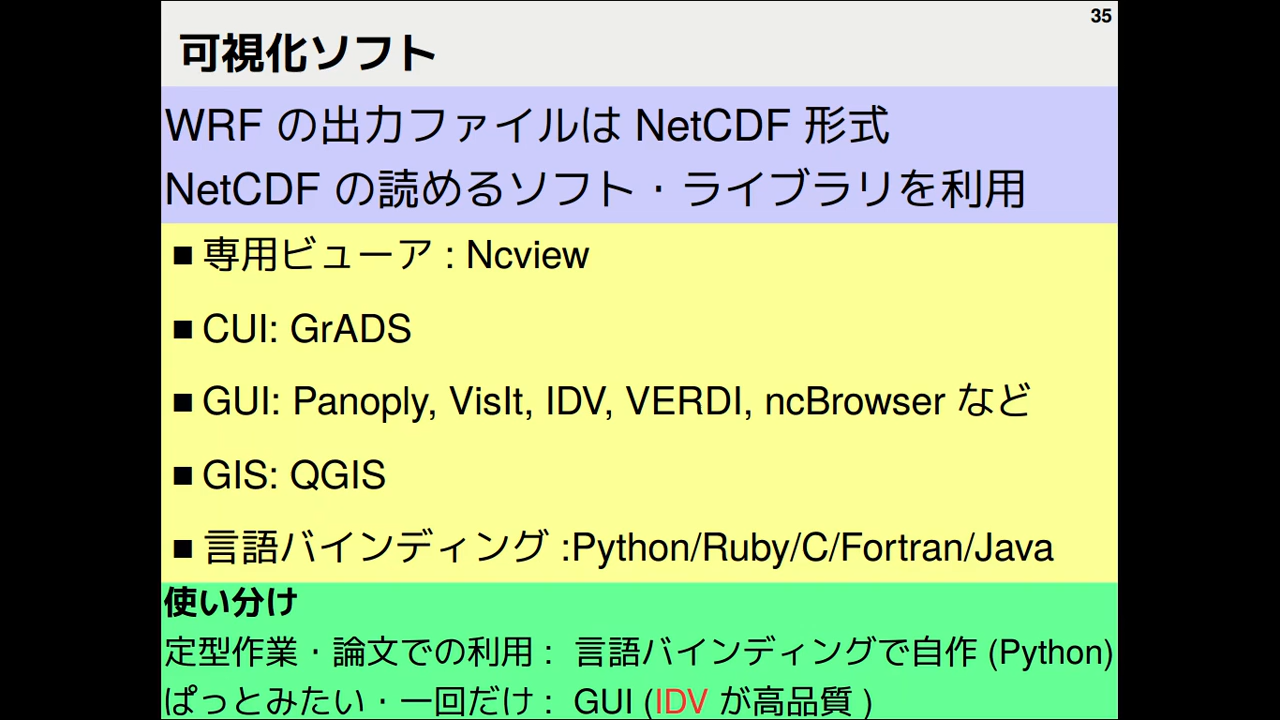 35
可視化ソフト
WRF の出力ファイルは NetCDF 形式
NetCDF の読めるソフト・ライブラリを利用
■ 専用ビューア : Ncview
■ CUI: GrADS
■ GUI: Panoply, VisIt, IDV, VERDI, ncBrowser など
■ GIS: QGIS
■ 言語バインディング :Python/Ruby/C/Fortran/Java
使い分け
定型作業・論文での利用 : 言語バインディングで自作 (Python)
ぱっとみたい・一回だけ : GUI (IDV が高品質 )